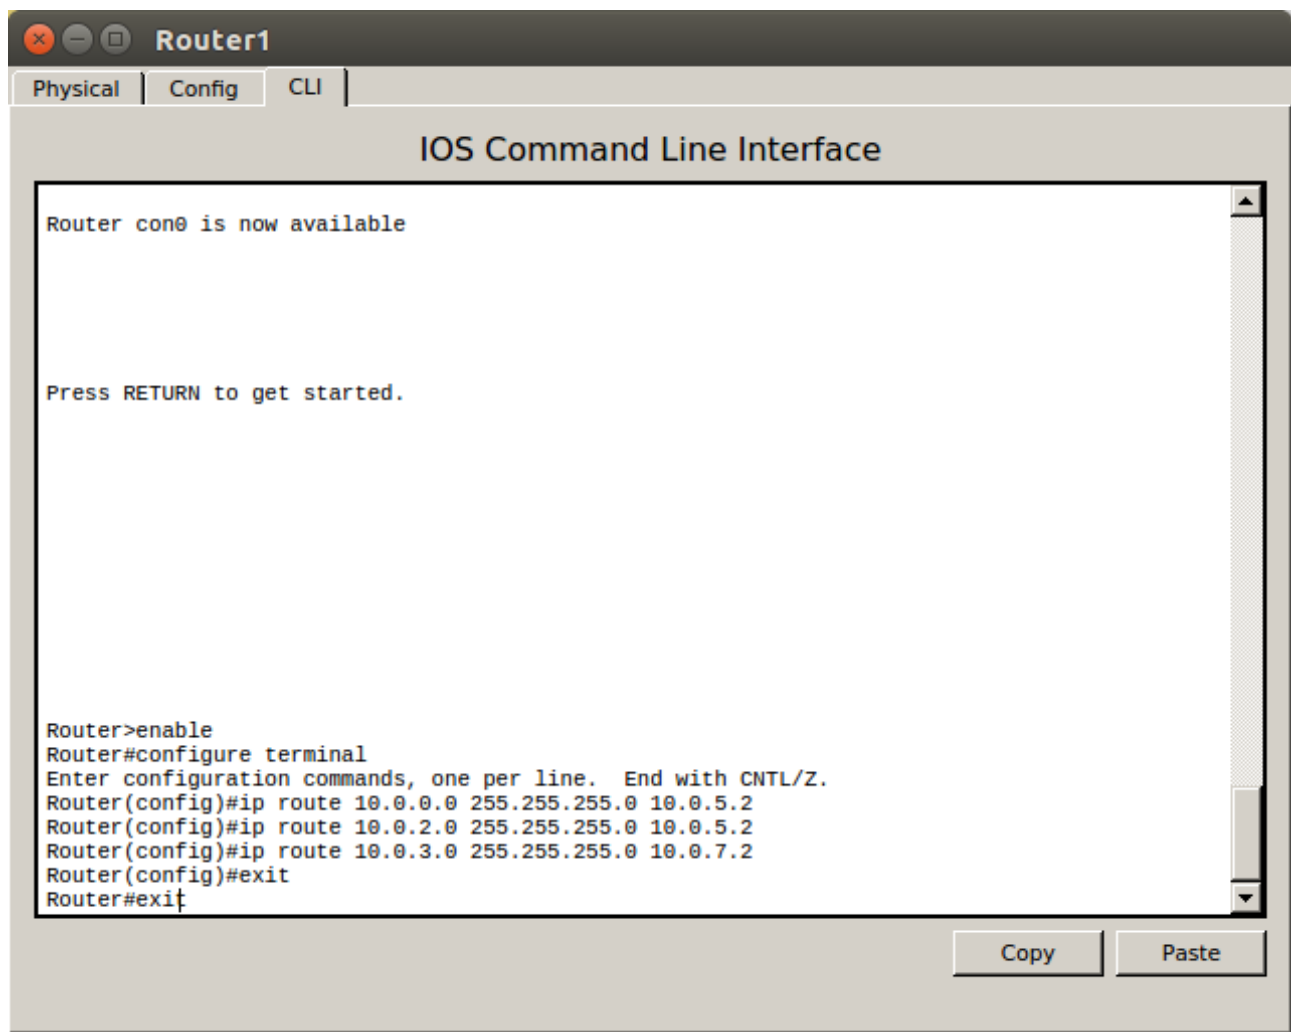 Router1
Physical Config CLI
IOS Command Line Interface
Router con0 is now available
Press RETURN to get started.
Router>enable
Router#configure terminal
Enter configuration commands, one per line.  End with CNTL/Z.
Router(config)#ip route 10.0.0.0 255.255.255.0 10.0.5.2
Router(config)#ip route 10.0.2.0 255.255.255.0 10.0.5.2
Router(config)#ip route 10.0.3.0 255.255.255.0 10.0.7.2
Router(config)#exit
Router#exit
Copy Paste